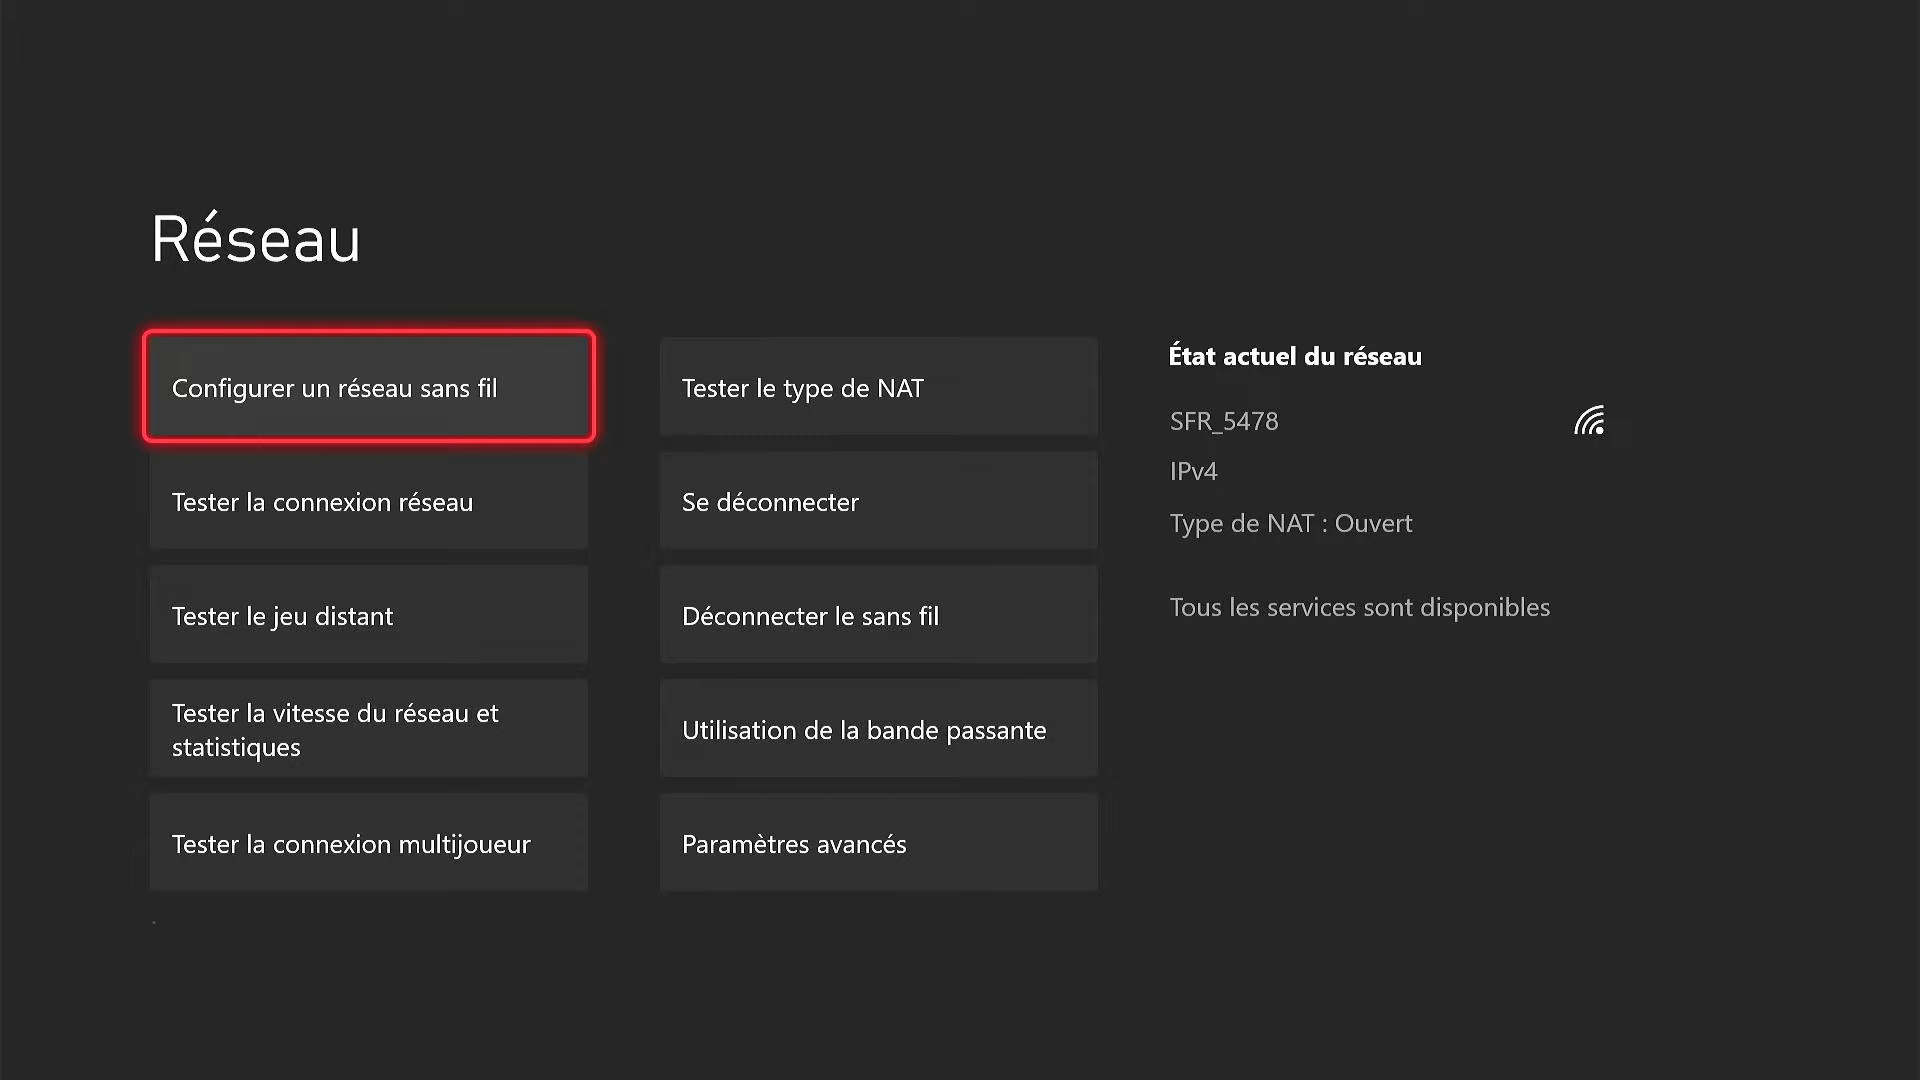 Réseau
Configurer un réseau sans fil
Tester la connexion réseau
Tester le jeu distant
Tester la vitesse du réseau et
statistiques
Tester la connexion multijoueur
Tester le type de NAT
Se déconnecter
Déconnecter le sans fil
Utilisation de la bande passante
Paramètres avancés
État actuel du réseau
SFR_5478
IPv4
Type de NAT : Ouvert
Tous les services sont disponibles